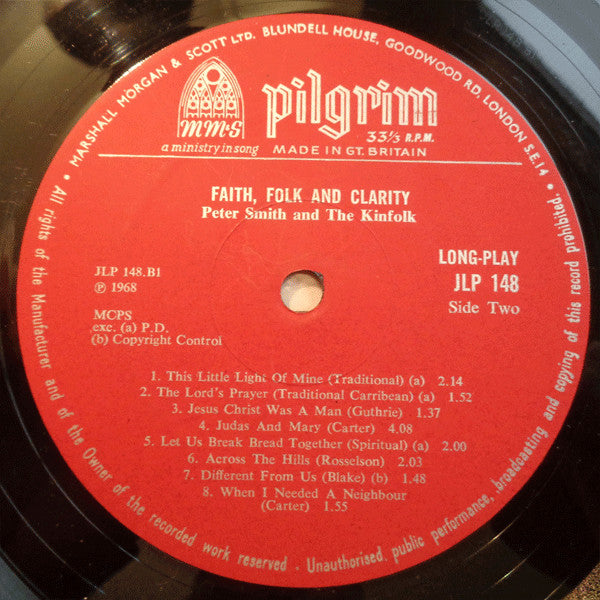 • MARSHALL MORGAN & SCOTT LTD. BLUNDELL HOUSE, GOODWOOD RD, LONDON S.E.14 •
MMS
pilgrim
33⅓ R.P.M.
a ministry in song
MADE IN GT. BRITAIN
FAITH, FOLK AND CLARITY
Peter Smith and The Kinfolk
JLP 148.B1
℗ 1968
MCPS
exc. (a) P.D.
(b) Copyright Control
LONG-PLAY
JLP 148
Side Two
1. This Little Light Of Mine (Traditional) (a) 2.14
2. The Lord's Prayer (Traditional Carribean) (a) 1.52
3. Jesus Christ Was A Man (Guthrie) 1.37
4. Judas And Mary (Carter) 4.08
5. Let Us Break Bread Together (Spiritual) (a) 2.00
6. Across The Hills (Rosselson) 2.03
7. Different From Us (Blake) (b) 1.48
8. When I Needed A Neighbour
(Carter) 1.55
All rights of the Manufacturer and of the Owner of the recorded work reserved - Unauthorised, public performance, broadcasting and copying of this record prohibited.